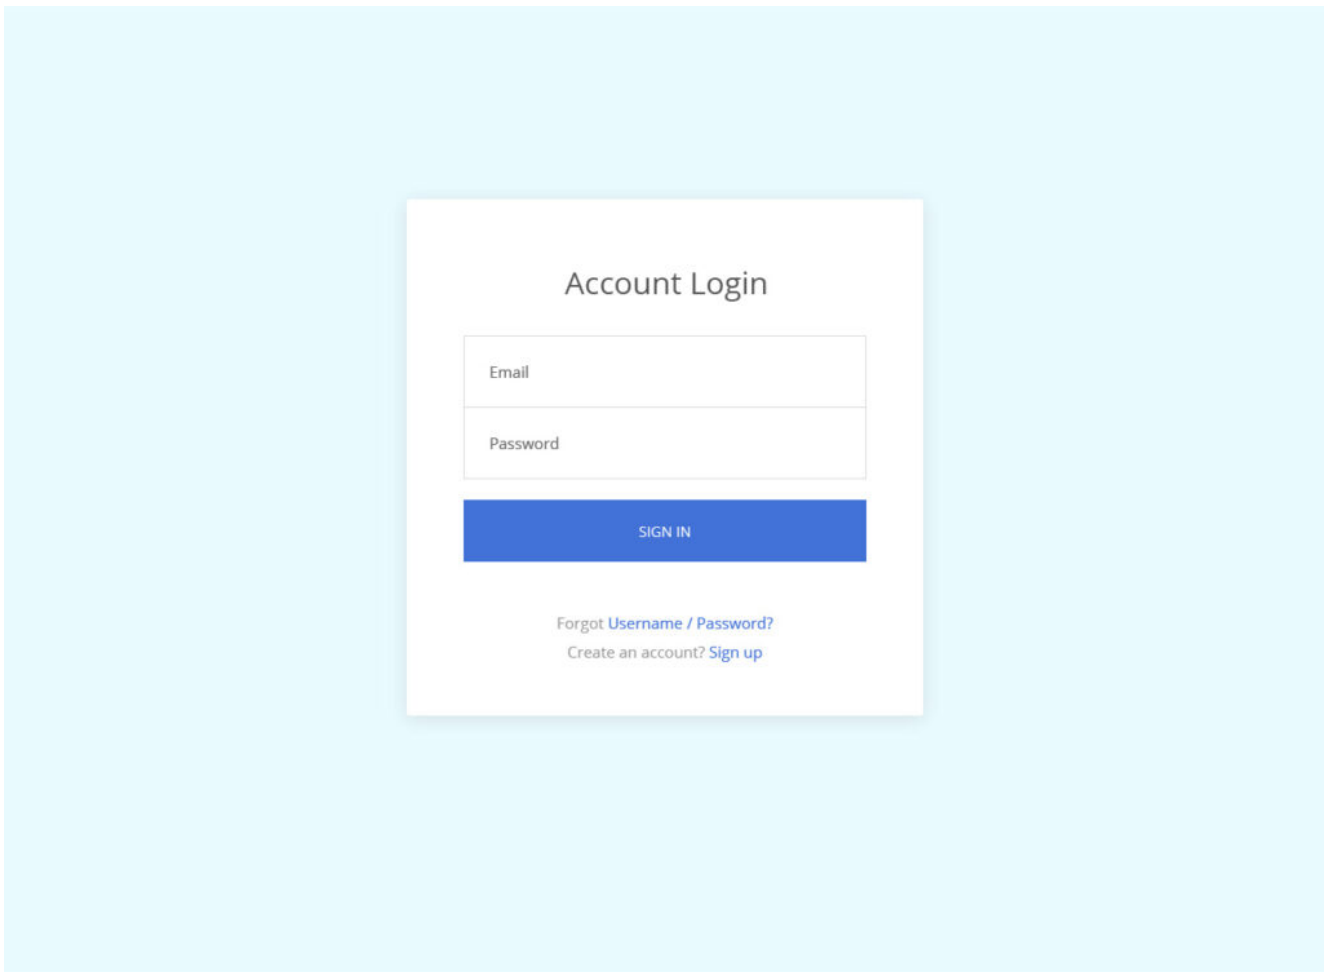 Account Login
Email
Password
SIGN IN
Forgot Username / Password?
Create an account? Sign up